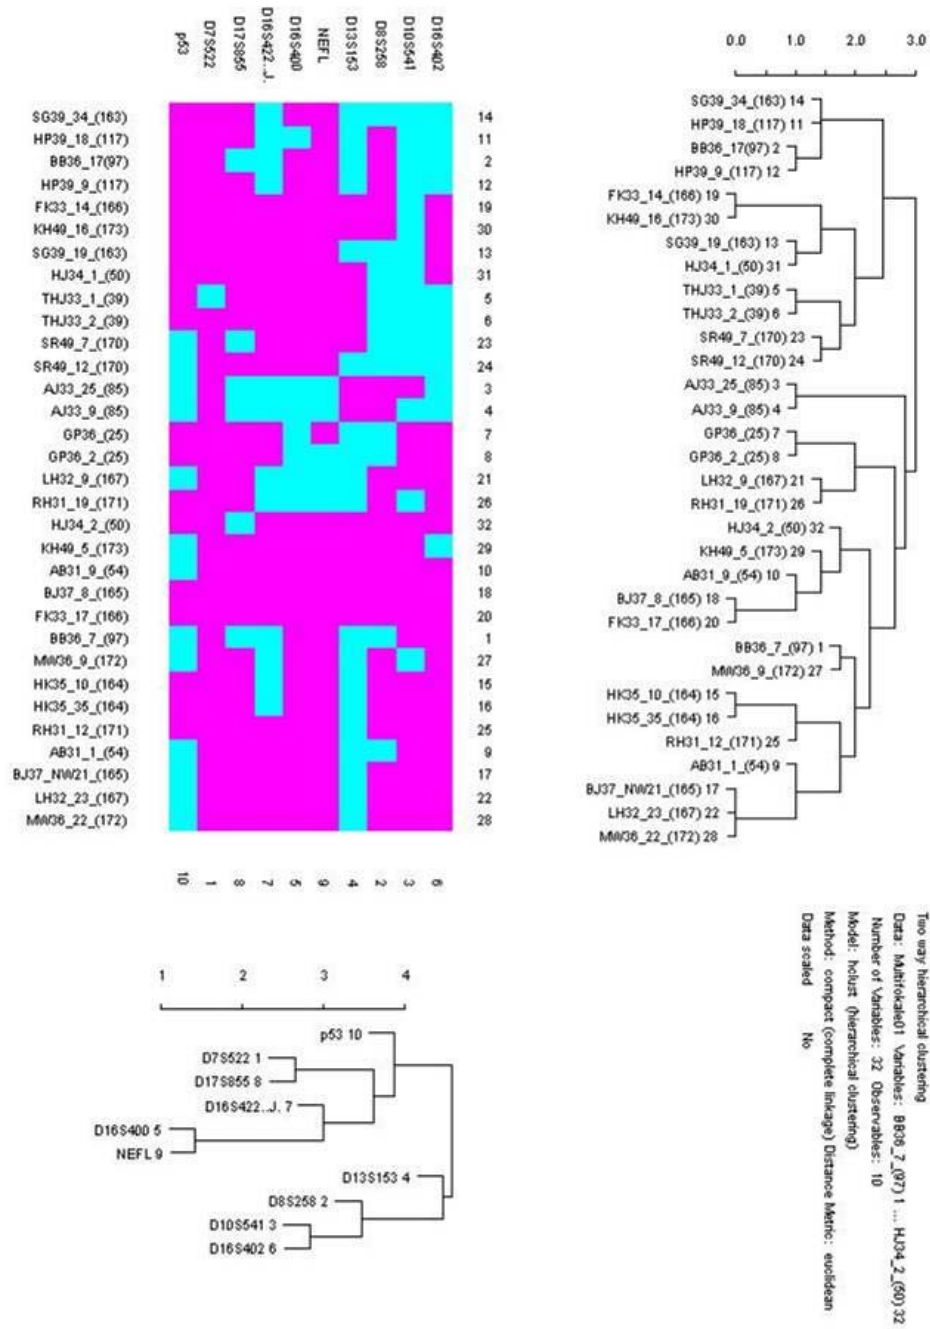 p53
D7S522
D17S855
D16S422..J.
D16S400
NEFL
D13S153
D8S258
D10S541
D16S402
SG39_34_(163) 14
HP39_18_(117) 11
BB36_17(97) 2
HP39_9_(117) 12
FK33_14_(166) 19
KH49_16_(173) 30
SG39_19_(163) 13
HJ34_1_(50) 31
THJ33_1_(39) 5
THJ33_2_(39) 6
SR49_7_(170) 23
SR49_12_(170) 24
AJ33_25_(85) 3
AJ33_9_(85) 4
GP36_(25) 7
GP36_2_(25) 8
LH32_9_(167) 21
RH31_19_(171) 26
HJ34_2_(50) 32
KH49_5_(173) 29
AB31_9_(54) 10
BJ37_8_(165) 18
FK33_17_(166) 20
BB36_7_(97) 1
MW36_9_(172) 27
HK35_10_(164) 15
HK35_35_(164) 16
RH31_12_(171) 25
AB31_1_(54) 9
BJ37_NW21_(165) 17
LH32_23_(167) 22
MW36_22_(172) 28
10 1 8 7 5 9 4 2 3 6
0.0 1.0 2.0 3.0
SG39_34_(163) 14
HP39_18_(117) 11
BB36_17(97) 2
HP39_9_(117) 12
FK33_14_(166) 19
KH49_16_(173) 30
SG39_19_(163) 13
HJ34_1_(50) 31
THJ33_1_(39) 5
THJ33_2_(39) 6
SR49_7_(170) 23
SR49_12_(170) 24
AJ33_25_(85) 3
AJ33_9_(85) 4
GP36_(25) 7
GP36_2_(25) 8
LH32_9_(167) 21
RH31_19_(171) 26
HJ34_2_(50) 32
KH49_5_(173) 29
AB31_9_(54) 10
BJ37_8_(165) 18
FK33_17_(166) 20
BB36_7_(97) 1
MW36_9_(172) 27
HK35_10_(164) 15
HK35_35_(164) 16
RH31_12_(171) 25
AB31_1_(54) 9
BJ37_NW21_(165) 17
LH32_23_(167) 22
MW36_22_(172) 28
1 2 3 4
p53 10
D7S522 1
D17S855 8
D16S422..J. 7
D16S400 5
NEFL 9
D13S153 4
D8S258 2
D10S541 3
D16S402 6
Two way hierarchical clustering
Data: Multifokale01 Variables: BB36_7_(97) 1 ... HJ34_2_(50) 32
Number of Variables: 32 Observables: 10
Model: hclust (hierarchical clustering)
Method: compact (complete linkage) Distance Metric: euclidean
Data scaled No